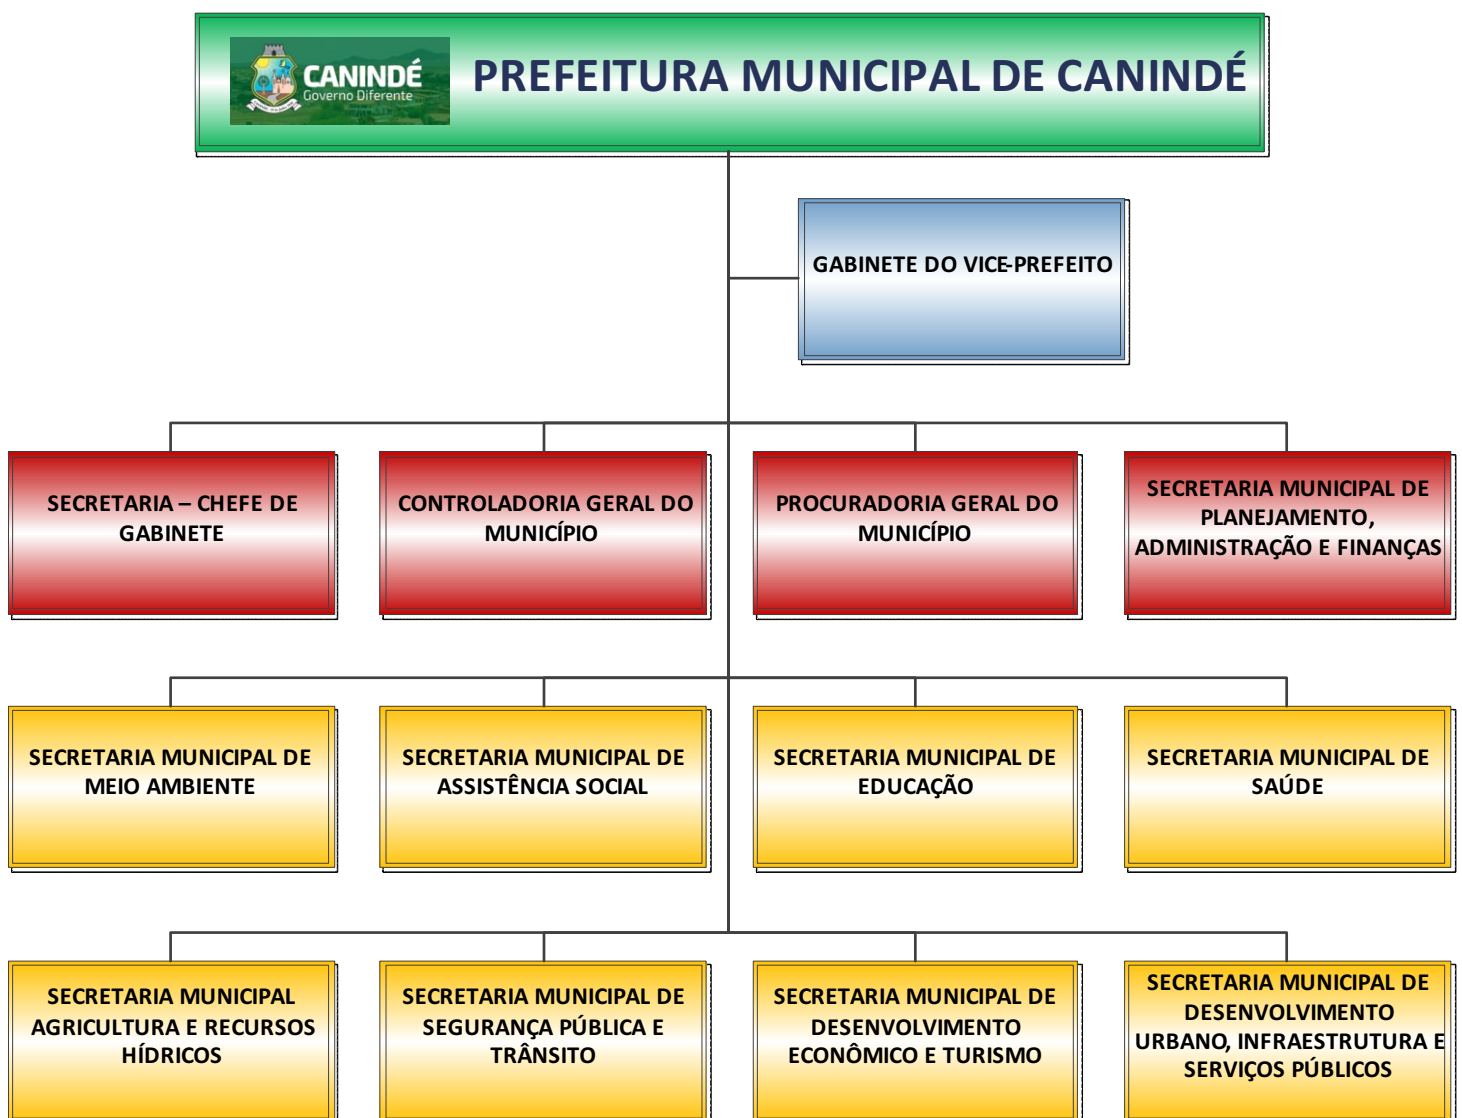 CANINDÉ
Governo Diferente
PREFEITURA MUNICIPAL DE CANINDÉ
GABINETE DO VICE-PREFEITO
SECRETARIA – CHEFE DE
GABINETE
CONTROLADORIA GERAL DO
MUNICÍPIO
PROCURADORIA GERAL DO
MUNICÍPIO
SECRETARIA MUNICIPAL DE
PLANEJAMENTO,
ADMINISTRAÇÃO E FINANÇAS
SECRETARIA MUNICIPAL DE
MEIO AMBIENTE
SECRETARIA MUNICIPAL DE
ASSISTÊNCIA SOCIAL
SECRETARIA MUNICIPAL DE
EDUCAÇÃO
SECRETARIA MUNICIPAL DE
SAÚDE
SECRETARIA MUNICIPAL
AGRICULTURA E RECURSOS
HÍDRICOS
SECRETARIA MUNICIPAL DE
SEGURANÇA PÚBLICA E
TRÂNSITO
SECRETARIA MUNICIPAL DE
DESENVOLVIMENTO
ECONÔMICO E TURISMO
SECRETARIA MUNICIPAL DE
DESENVOLVIMENTO
URBANO, INFRAESTRUTURA E
SERVIÇOS PÚBLICOS